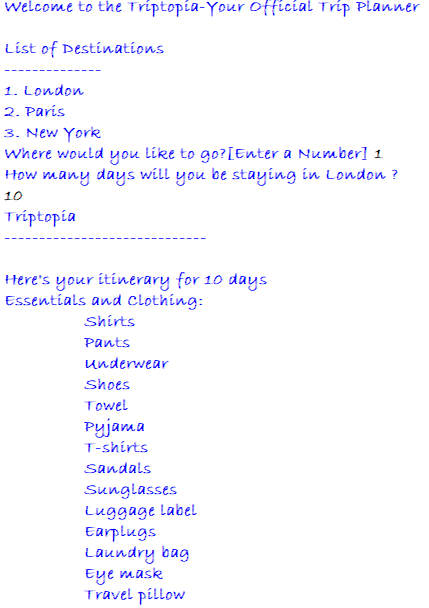 Welcome to the Triptopia-Your Official Trip Planner
List of Destinations
--------------
1. London
2. Paris
3. New York
Where would you like to go?[Enter a Number] 1
How many days will you be staying in London ?
10
Triptopia
-----------------------------
Here's your itinerary for 10 days
Essentials and Clothing:
Shirts
Pants
Underwear
Shoes
Towel
Pyjama
T-shirts
Sandals
Sunglasses
Luggage label
Earplugs
Laundry bag
Eye mask
Travel pillow